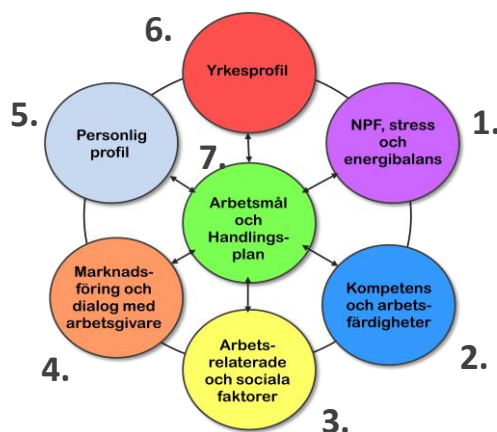 6.
Yrkesprofil
5.
Personlig
profil
1.
NPF, stress
och
energibalans
7.
Arbetsmål
och
Handlings-
plan
Marknads-
föring och
dialog med
arbetsgivare
4.
Kompetens
och arbets-
färdigheter
2.
Arbets-
relaterade
och sociala
faktorer
3.